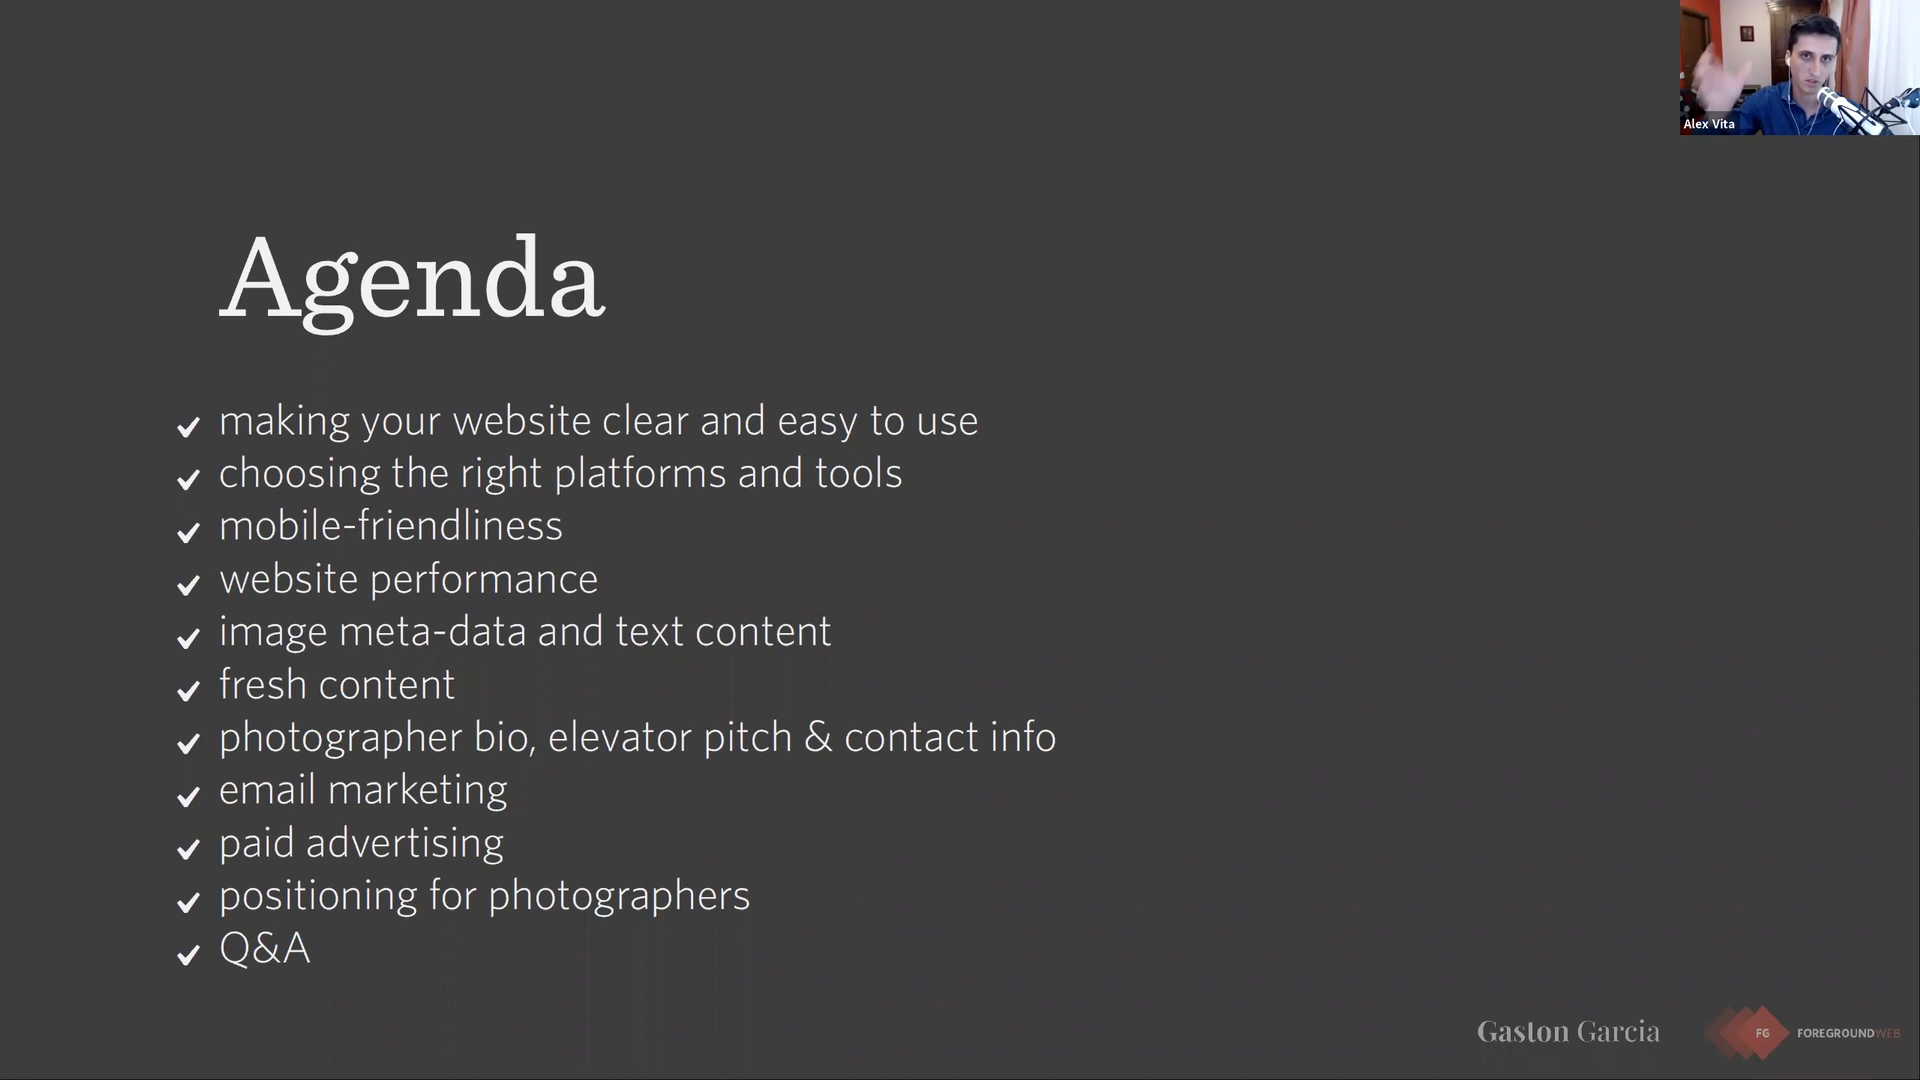 Alex Vita
Agenda
making your website clear and easy to use
choosing the right platforms and tools
mobile-friendliness
website performance
image meta-data and text content
fresh content
photographer bio, elevator pitch & contact info
email marketing
paid advertising
positioning for photographers
Q&A
Gaston Garcia
FG FOREGROUNDWEB